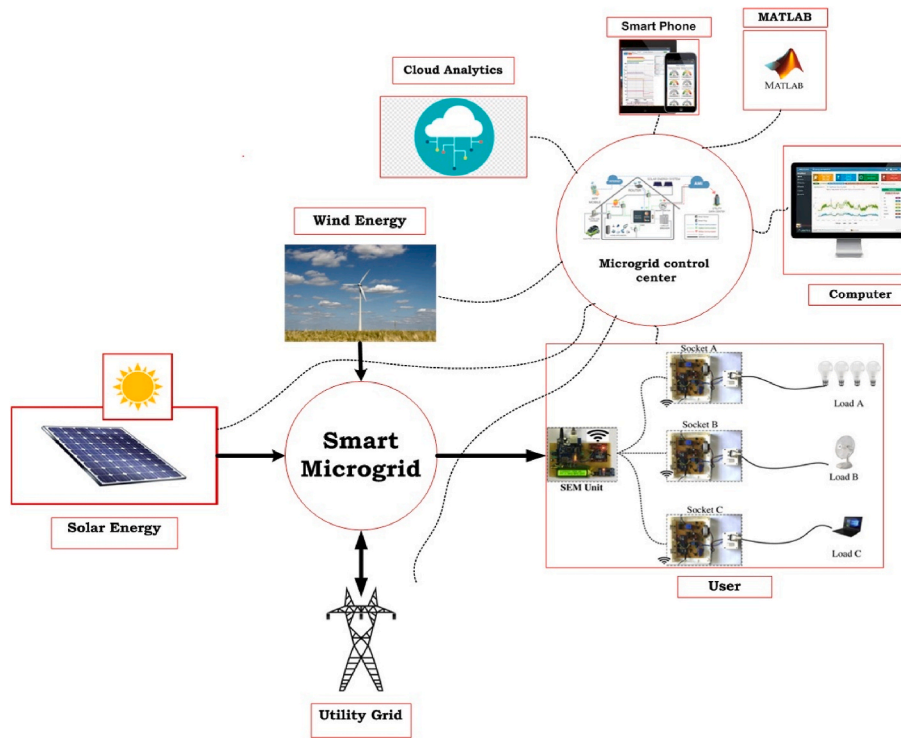 Smart Phone
MATLAB
MATLAB
Cloud Analytics
Wind Energy
Microgrid control
center
Computer
Solar Energy
Smart
Microgrid
Utility Grid
Socket A
Load A
Socket B
Load B
SEM Unit
Socket C
Load C
User